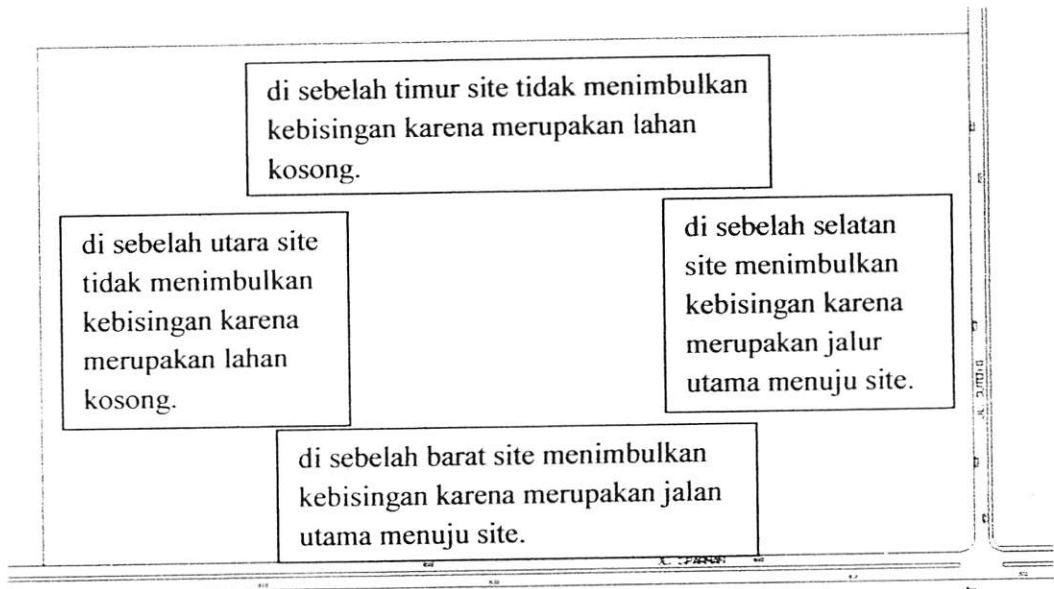 di sebelah timur site tidak menimbulkan
kebisingan karena merupakan lahan
kosong.
di sebelah utara site
tidak menimbulkan
kebisingan karena
merupakan lahan
kosong.
di sebelah selatan
site menimbulkan
kebisingan karena
merupakan jalur
utama menuju site.
di sebelah barat site menimbulkan
kebisingan karena merupakan jalan
utama menuju site.